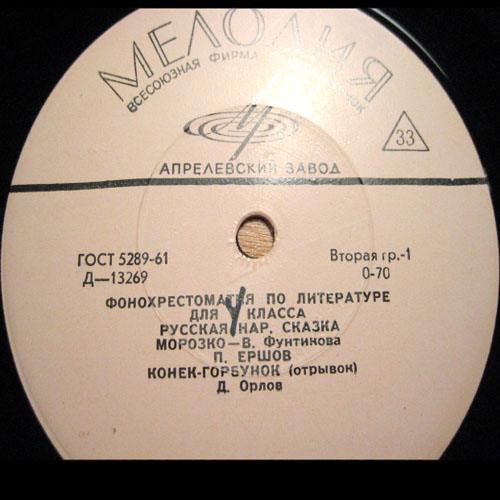 МЕЛОДИЯ
ВСЕСОЮЗНАЯ ФИРМА
33
АПРЕЛЕВСКИЙ ЗАВОД
ГОСТ 5289-61
Д—13269
Вторая гр.-1
0-70
ФОНОХРЕСТОМАТИЯ ПО ЛИТЕРАТУРЕ
ДЛЯ 4 КЛАССА
РУССКАЯ НАР. СКАЗКА
МОРОЗКО—В. Фунтикова
П. ЕРШОВ
КОНЕК-ГОРБУНОК (отрывок)
Д. Орлов